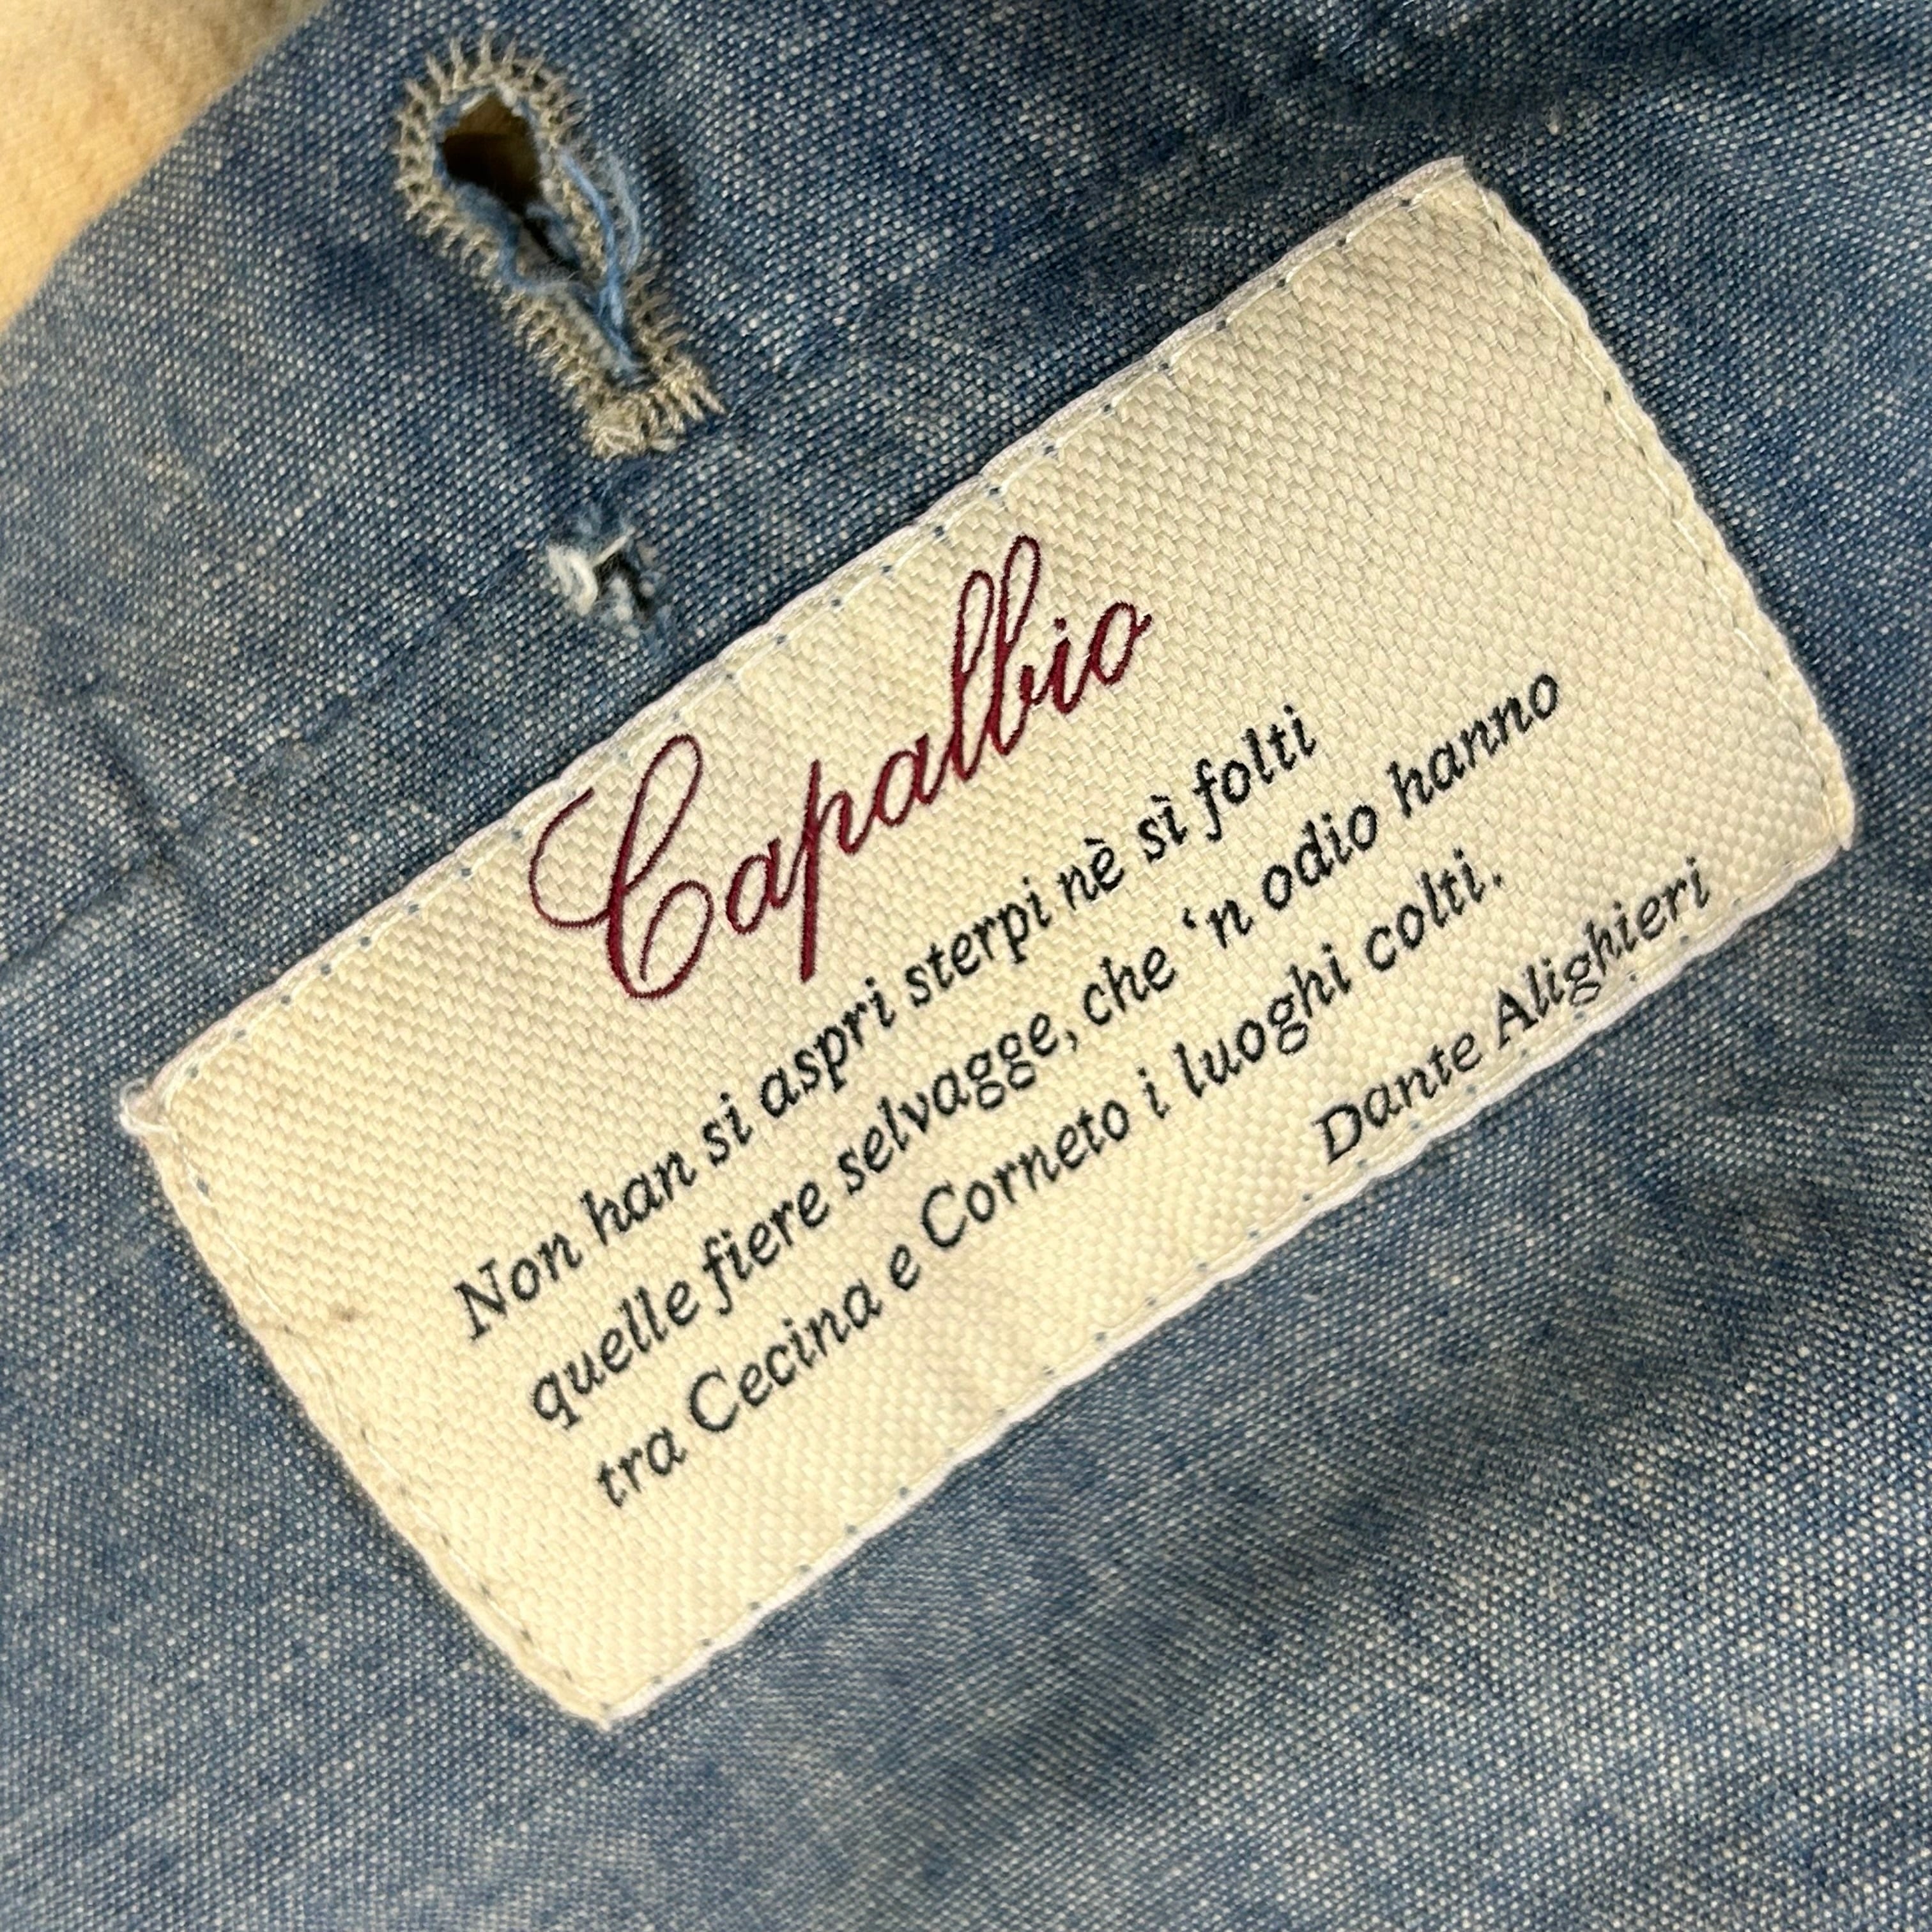 Capalbio
Non han si aspri sterpi nè sì folti
quelle fiere selvagge, che ‘n odio hanno
tra Cecina e Corneto i luoghi colti.
Dante Alighieri